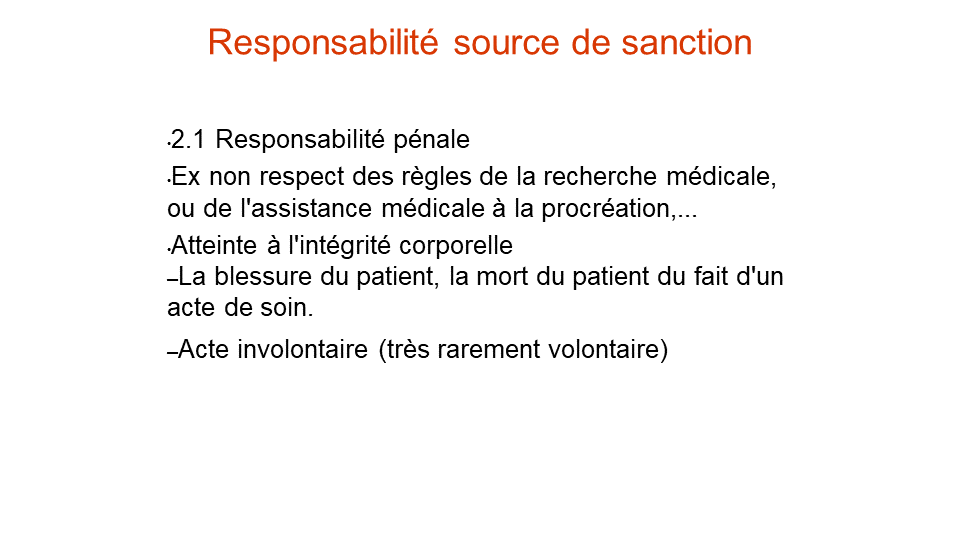 Responsabilité source de sanction
•2.1 Responsabilité pénale
•Ex non respect des règles de la recherche médicale,
ou de l'assistance médicale à la procréation,...
•Atteinte à l'intégrité corporelle
–La blessure du patient, la mort du patient du fait d'un
acte de soin.
–Acte involontaire (très rarement volontaire)